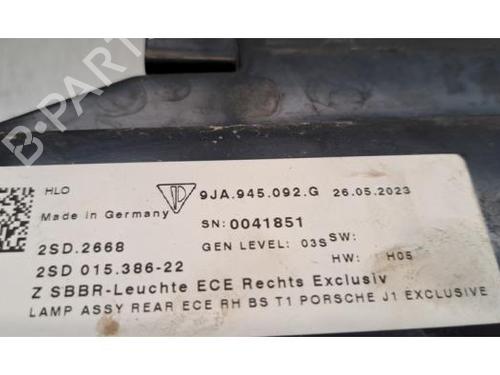 B-PARTS
HLO
9JA.945.092.G 26.05.2023
Made in Germany
SN: 0041851
2SD.2668
GEN LEVEL: 03S SW:
2SD 015.386-22
HW: H05
Z SBBR-Leuchte ECE Rechts Exclusiv
LAMP ASSY REAR ECE RH BS T1 PORSCHE J1 EXCLUSIVE